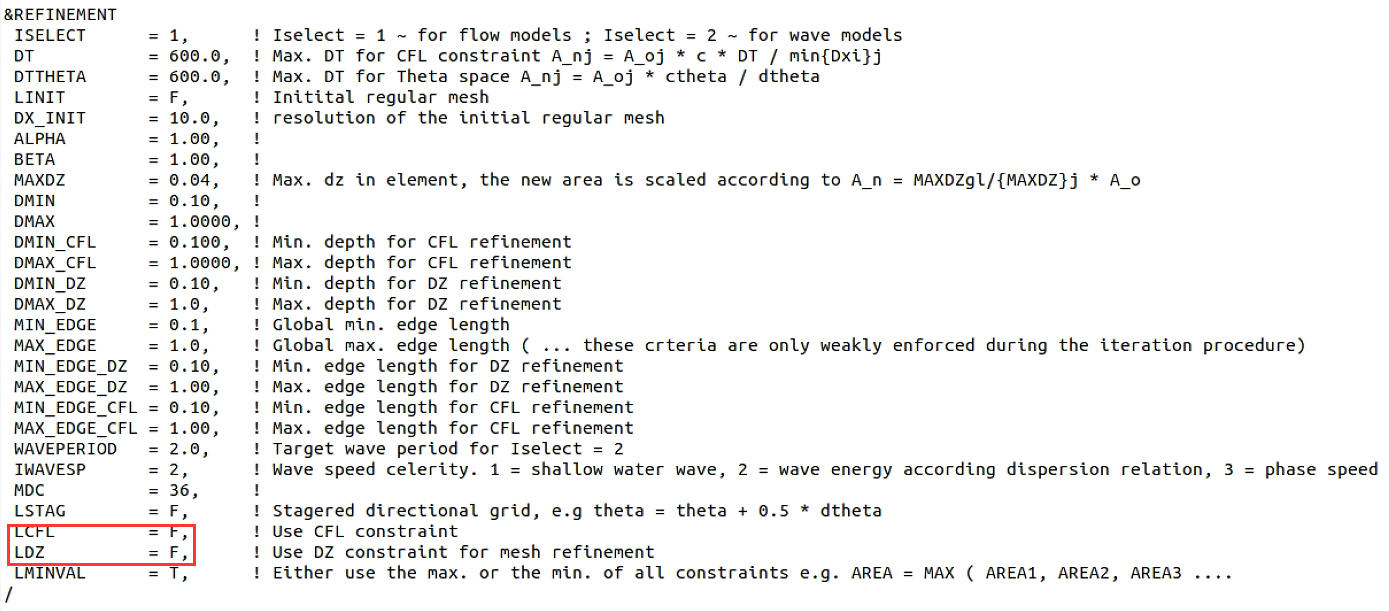 &REFINEMENT
ISELECT = 1, ! Iselect = 1 ~ for flow models ; Iselect = 2 ~ for wave models
DT = 600.0, ! Max. DT for CFL constraint A_nj = A_oj * c * DT / min{Dxi}j
DTTHETA = 600.0, ! Max. DT for Theta space A_nj = A_oj * ctheta / dtheta
LINIT = F, ! Initital regular mesh
DX_INIT = 10.0, ! resolution of the initial regular mesh
ALPHA = 1.00, !
BETA = 1.00, !
MAXDZ = 0.04, ! Max. dz in element, the new area is scaled according to A_n = MAXDZgl/{MAXDZ}j * A_o
DMIN = 0.10, !
DMAX = 1.0000, !
DMIN_CFL = 0.100, ! Min. depth for CFL refinement
DMAX_CFL = 1.0000, ! Max. depth for CFL refinement
DMIN_DZ = 0.10, ! Min. depth for DZ refinement
DMAX_DZ = 1.0, ! Max. depth for DZ refinement
MIN_EDGE = 0.1, ! Global min. edge length
MAX_EDGE = 1.0, ! Global max. edge length ( ... these crteria are only weakly enforced during the iteration procedure)
MIN_EDGE_DZ = 0.10, ! Min. edge length for DZ refinement
MAX_EDGE_DZ = 1.00, ! Max. edge length for DZ refinement
MIN_EDGE_CFL = 0.10, ! Min. edge length for CFL refinement
MAX_EDGE_CFL = 1.00, ! Max. edge length for CFL refinement
WAVEPERIOD = 2.0, ! Target wave period for Iselect = 2
IWAVESP = 2, ! Wave speed celerity. 1 = shallow water wave, 2 = wave energy according dispersion relation, 3 = phase speed
MDC = 36, !
LSTAG = F, ! Stagered directional grid, e.g theta = theta + 0.5 * dtheta
LCFL = F, ! Use CFL constraint
LDZ = F, ! Use DZ constraint for mesh refinement
LMINVAL = T, ! Either use the max. or the min. of all constraints e.g. AREA = MAX ( AREA1, AREA2, AREA3 ....
/